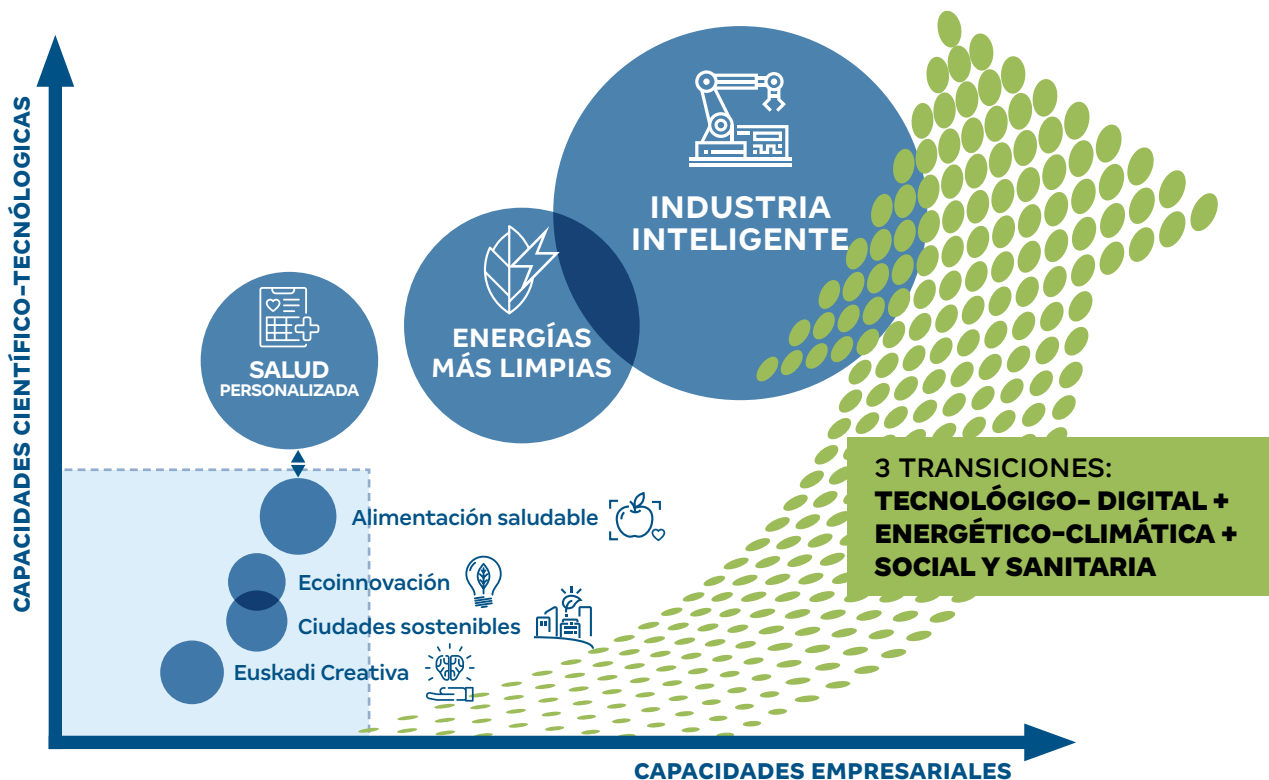 CAPACIDADES CIENTÍFICO-TECNÓLOGICAS
INDUSTRIA
INTELIGENTE
ENERGÍAS
MÁS LIMPIAS
SALUD
PERSONALIZADA
3 TRANSICIONES:
TECNOLÓGIGO- DIGITAL +
ENERGÉTICO-CLIMÁTICA +
SOCIAL Y SANITARIA
Alimentación saludable
Ecoinnovación
Ciudades sostenibles
Euskadi Creativa
CAPACIDADES EMPRESARIALES